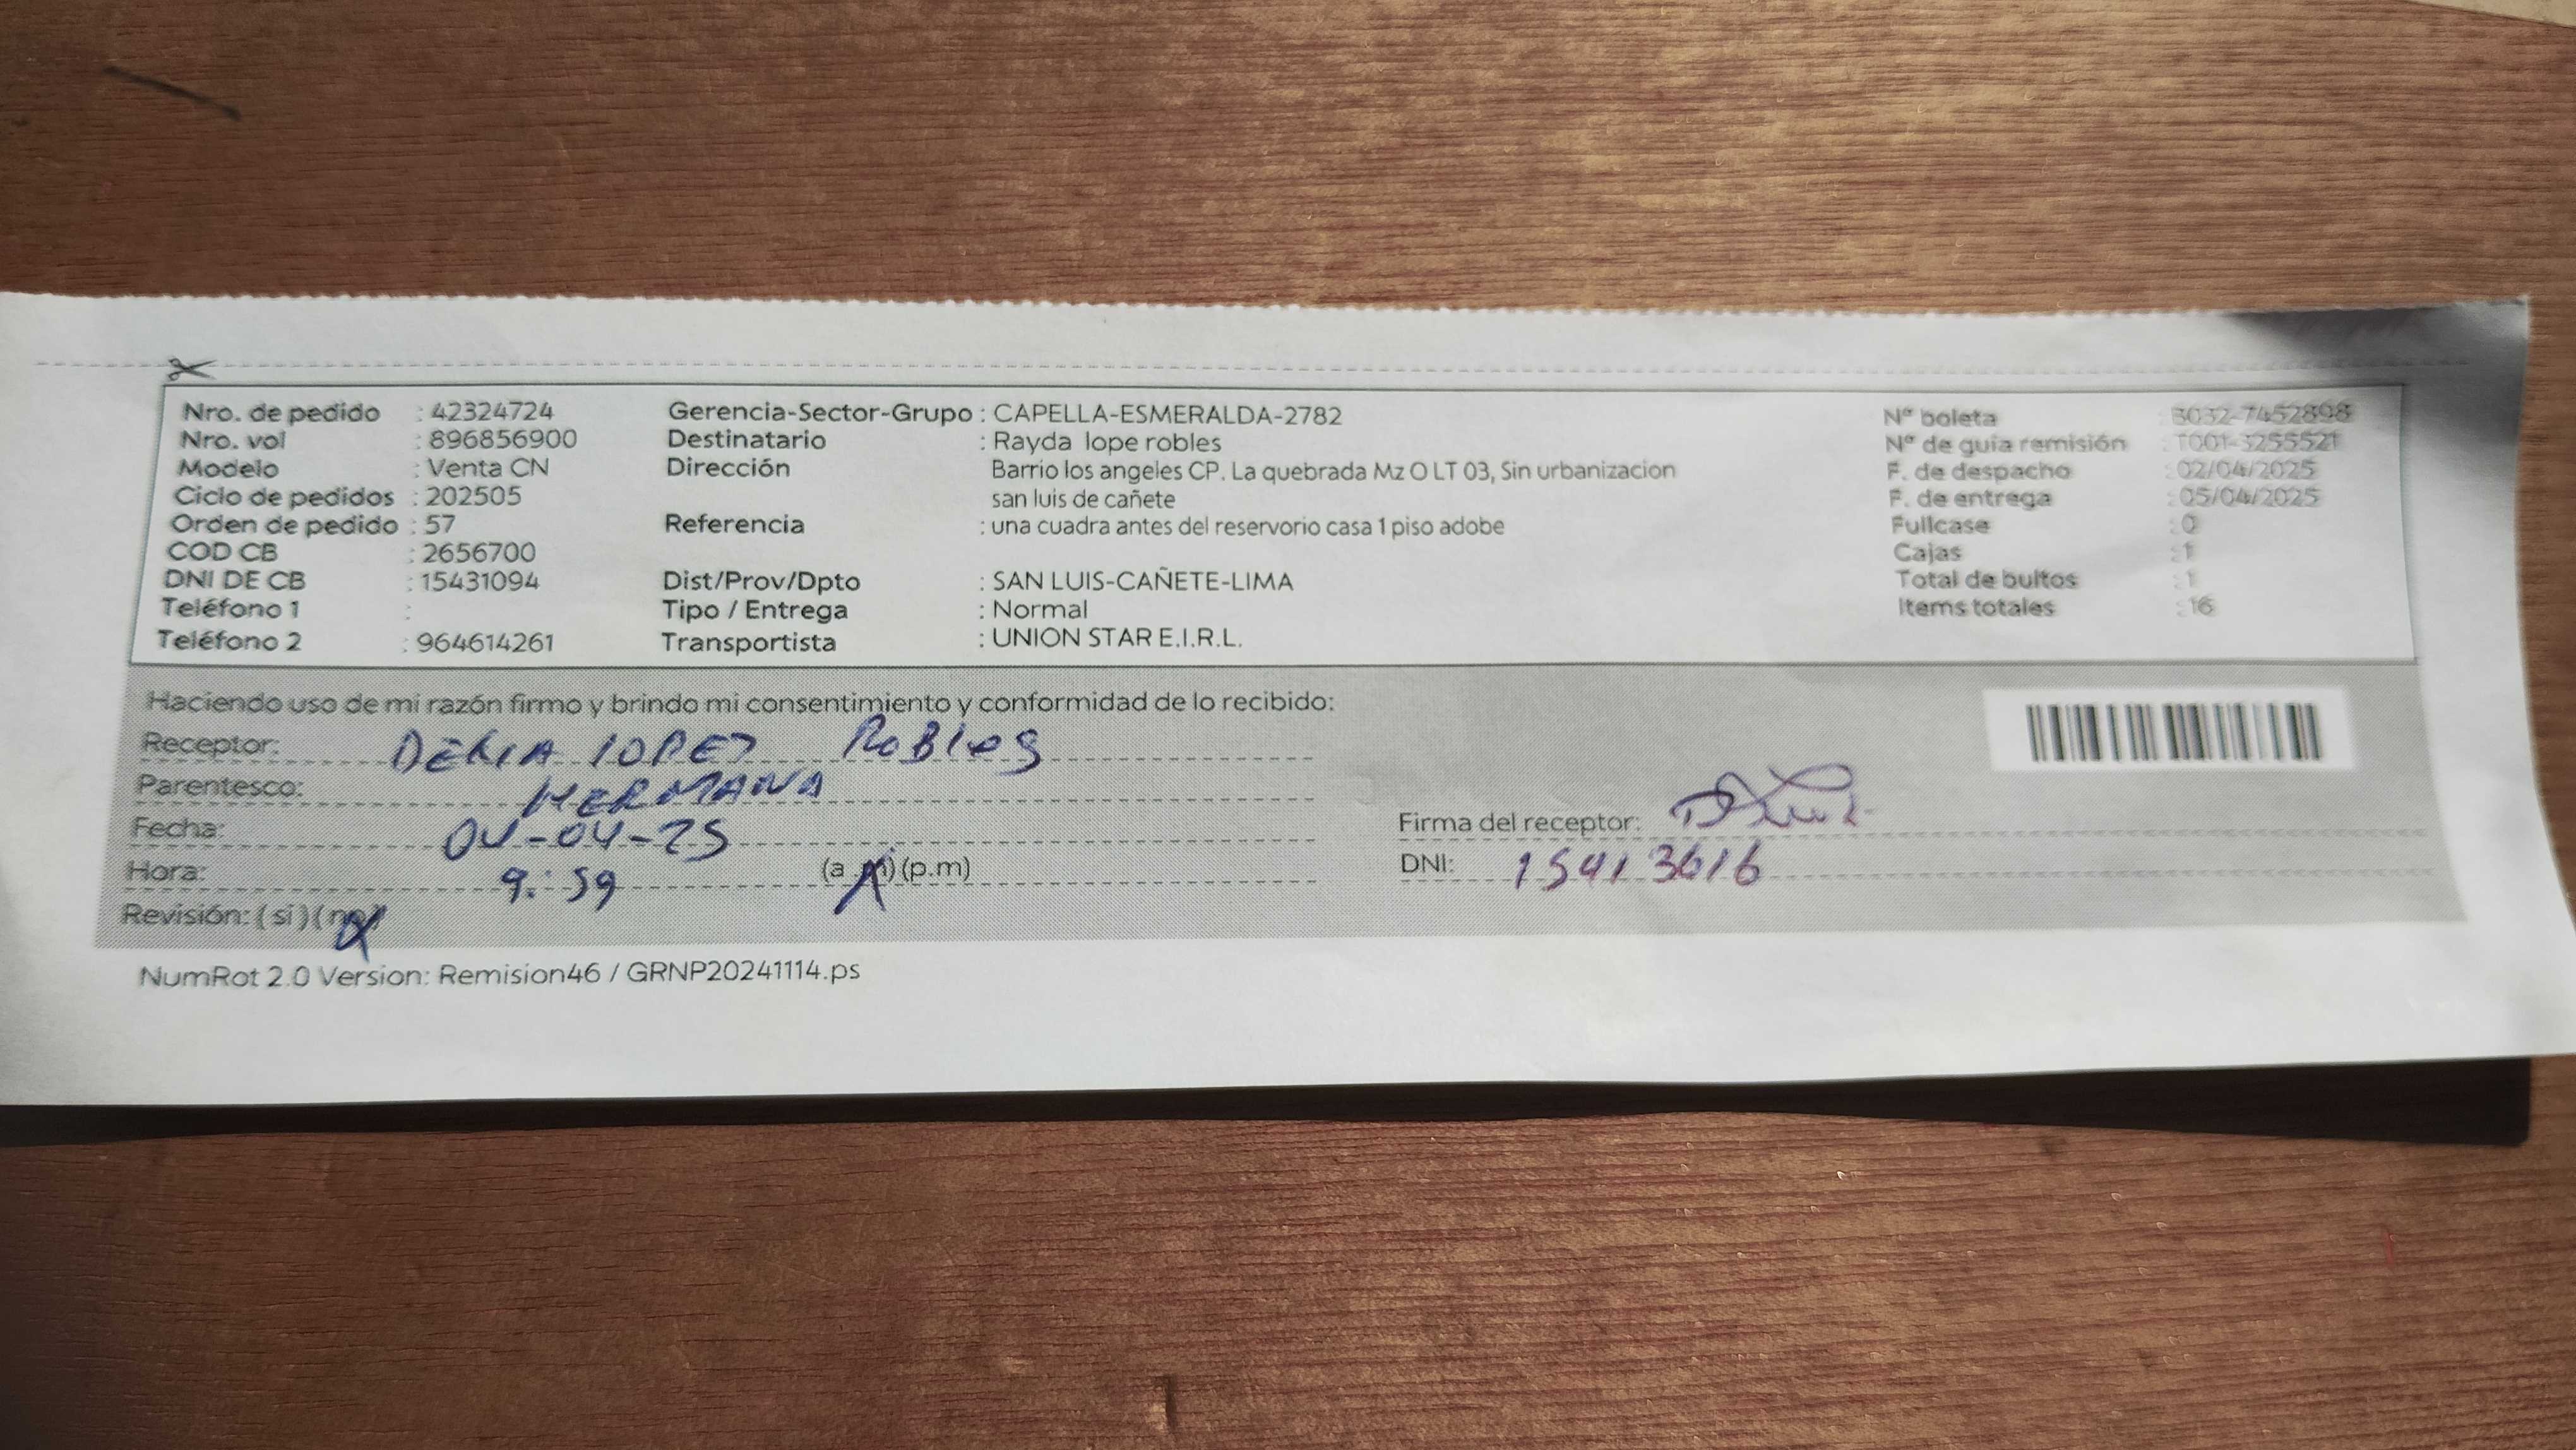 Nro. de pedido : 42324724 Gerencia-Sector-Grupo : CAPELLA-ESMERALDA-2782 Nº boleta : B032-7452898
Nro. vol : 896856900 Destinatario : Rayda lope robles Nº de guía remisión : T001-3255521
Modelo : Venta CN Dirección Barrio los angeles CP. La quebrada Mz O LT 03, Sin urbanizacion F. de despacho : 02/04/2025
Ciclo de pedidos : 202505 san luis de cañete F. de entrega : 05/04/2025
Orden de pedido : 57 Referencia : una cuadra antes del reservorio casa 1 piso adobe Fullcase : 0
COD CB : 2656700 Cajas : 1
DNI DE CB : 15431094 Dist/Prov/Dpto : SAN LUIS-CAÑETE-LIMA Total de bultos : 1
Teléfono 1 : Tipo / Entrega : Normal Items totales : 16
Teléfono 2 : 964614261 Transportista : UNION STAR E.I.R.L.
Haciendo uso de mi razón firmo y brindo mi consentimiento y conformidad de lo recibido:
Receptor: LOPEZ RoBles
Parentesco: HERMANA
Fecha: 04-04-25 Firma del receptor:
Hora: 9:59 (a.m) (p.m) DNI: 15413616
Revisión: (si) (no)
NumRot 2.0 Version: Remision46 / GRNP20241114.ps